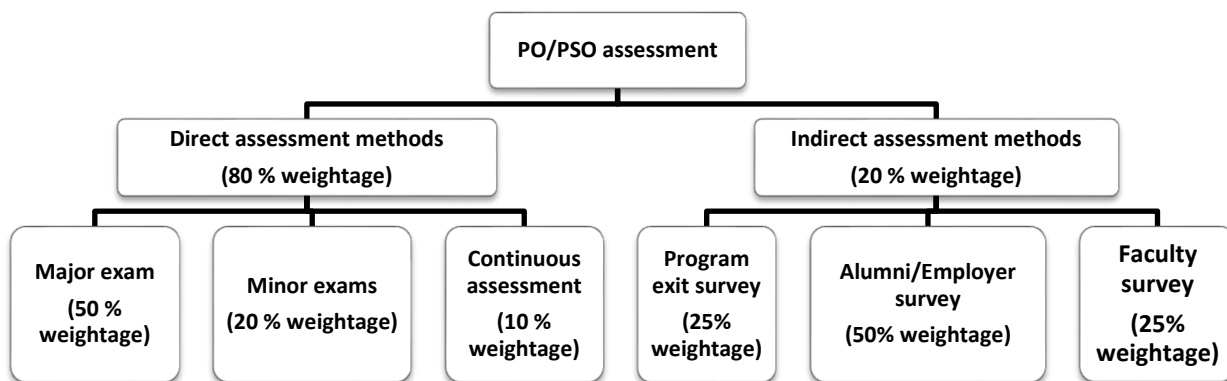 PO/PSO assessment
Direct assessment methods
(80 % weightage)
Indirect assessment methods
(20 % weightage)
Major exam
(50 %
weightage)
Minor exams
(20 % weightage)
Continuous
assessment
(10 %
weightage)
Program
exit survey
(25%
weightage)
Alumni/Employer
survey
(50% weightage)
Faculty
survey
(25%
weightage)